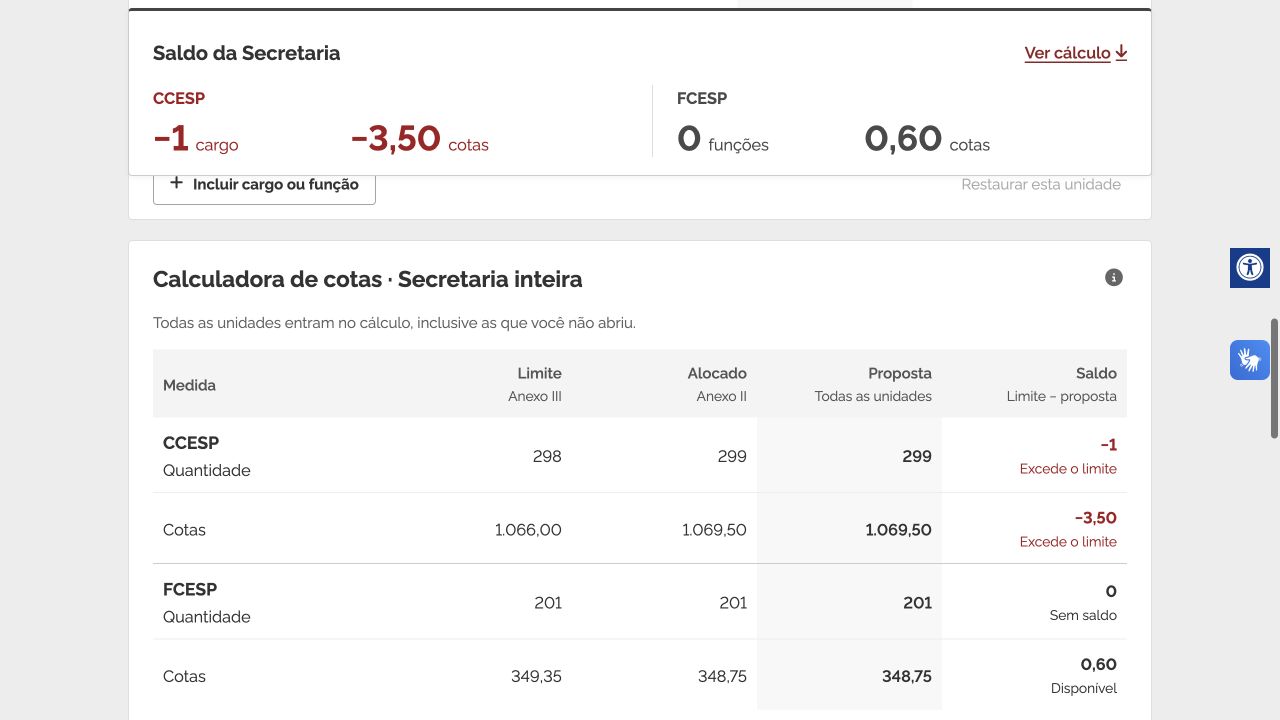 Saldo da Secretaria
Ver cálculo
CCESP
−1 cargo
−3,50 cotas
FCESP
0 funções
0,60 cotas
+ Incluir cargo ou função
Restaurar esta unidade
Calculadora de cotas · Secretaria inteira
Todas as unidades entram no cálculo, inclusive as que você não abriu.
Medida
Limite
Anexo III
Alocado
Anexo II
Proposta
Todas as unidades
Saldo
Limite − proposta
CCESP
Quantidade
298
299
299
−1
Excede o limite
Cotas
1.066,00
1.069,50
1.069,50
−3,50
Excede o limite
FCESP
Quantidade
201
201
201
0
Sem saldo
Cotas
349,35
348,75
348,75
0,60
Disponível